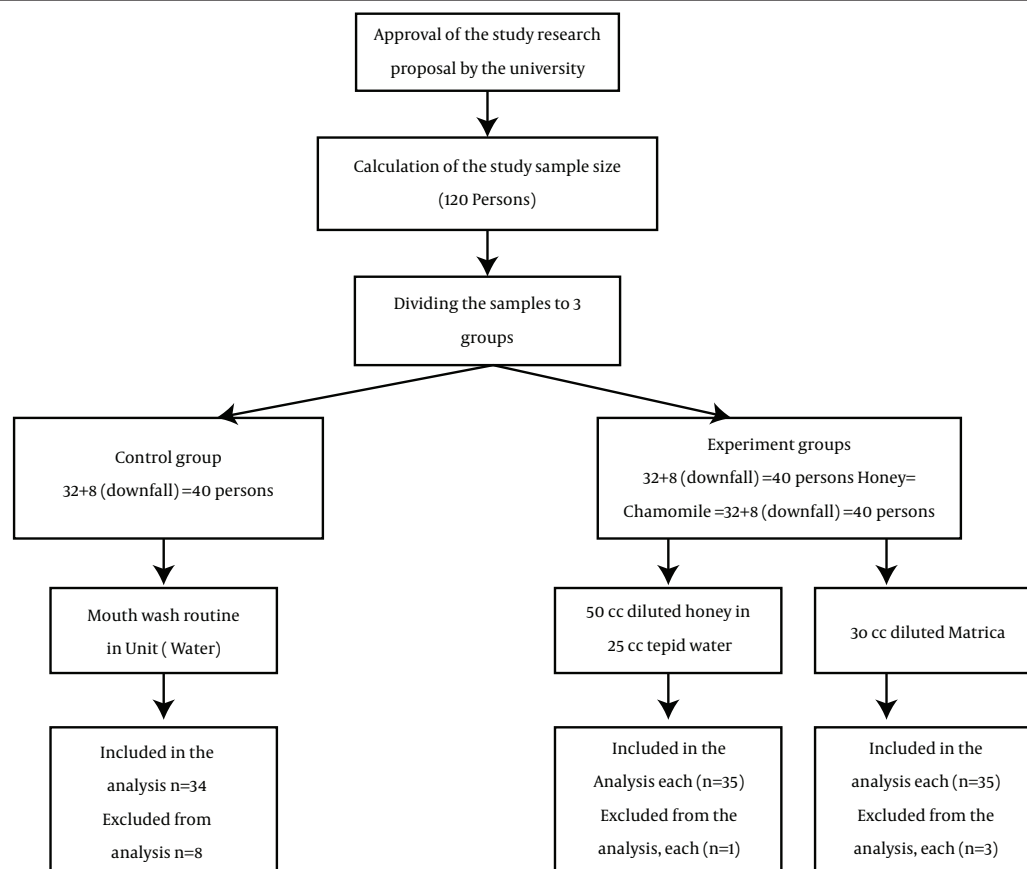 Approval of the study research
proposal by the university
Calculation of the study sample size
(120 Persons)
Dividing the samples to 3
groups
Control group
32+8 (downfall) =40 persons
Experiment groups
32+8 (downfall) =40 persons Honey=
Chamomile =32+8 (downfall) =40 persons
Mouth wash routine
in Unit ( Water)
50 cc diluted honey in
25 cc tepid water
30 cc diluted Matrica
Included in the
analysis n=34
Excluded from
analysis n=8
Included in the
Analysis each (n=35)
Excluded from the
analysis, each (n=1)
Included in the
analysis each (n=35)
Excluded from the
analysis, each (n=3)